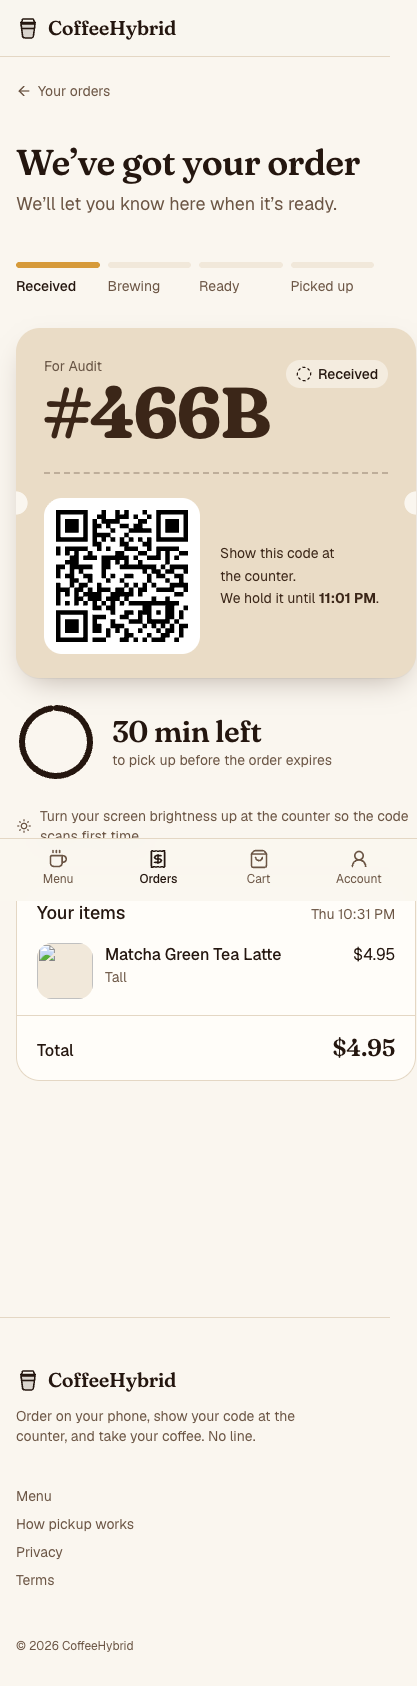 CoffeeHybrid
Your orders
We’ve got your order
We’ll let you know here when it’s ready.
Received
Brewing
Ready
Picked up
For Audit
#466B
Received
Show this code at
the counter.
We hold it until 11:01 PM.
30 min left
to pick up before the order expires
Turn your screen brightness up at the counter so the code
scans first time
Menu
Orders
Cart
Account
Your items
Thu 10:31 PM
Matcha Green Tea Latte
$4.95
Tall
Total
$4.95
CoffeeHybrid
Order on your phone, show your code at the
counter, and take your coffee. No line.
Menu
How pickup works
Privacy
Terms
© 2026 CoffeeHybrid